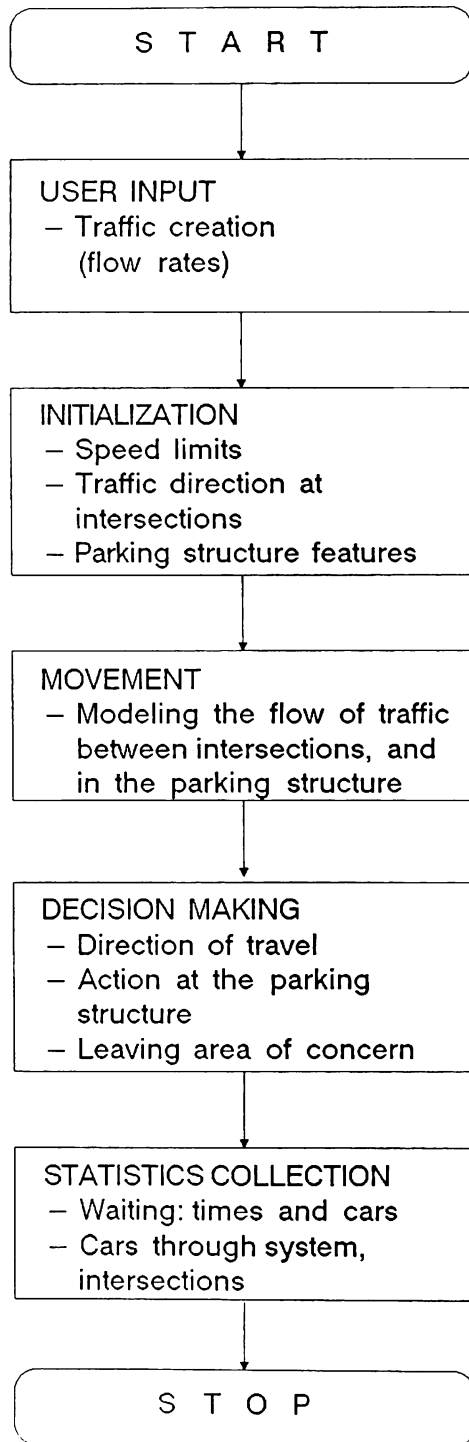 S T A R T
USER INPUT
– Traffic creation
(flow rates)
INITIALIZATION
– Speed limits
– Traffic direction at
intersections
– Parking structure features
MOVEMENT
– Modeling the flow of traffic
between intersections, and
in the parking structure
DECISION MAKING
– Direction of travel
– Action at the parking
structure
– Leaving area of concern
STATISTICS COLLECTION
– Waiting: times and cars
– Cars through system,
intersections
S T O P